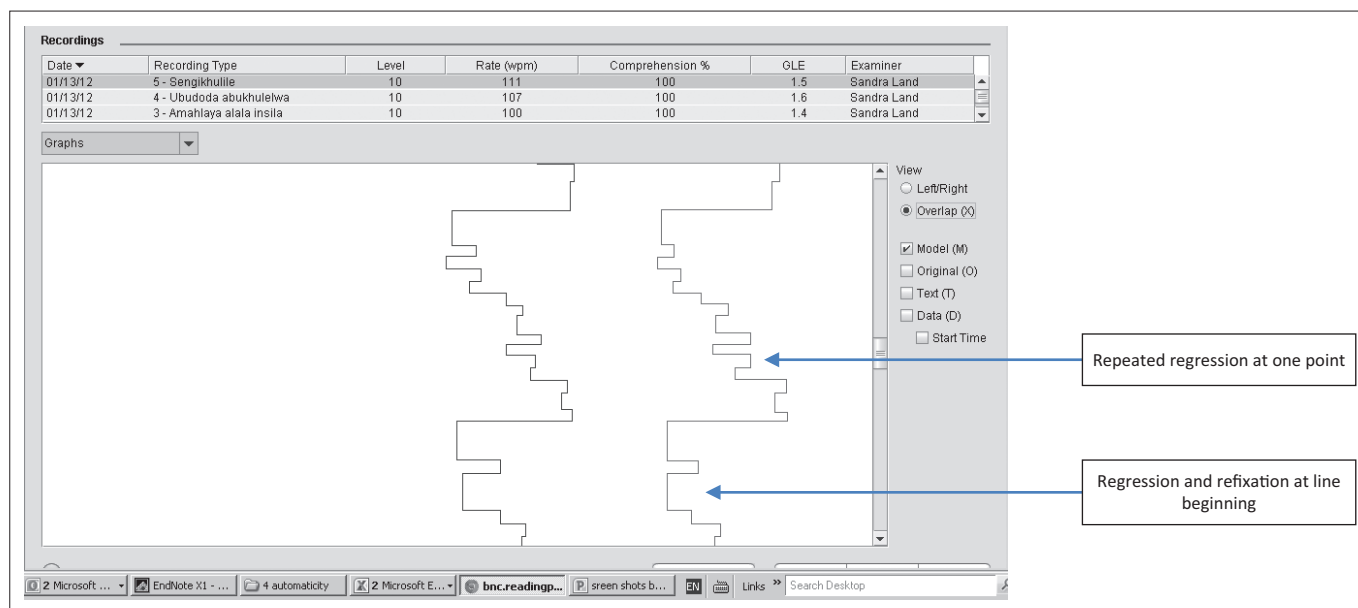 Recordings
Date Recording Type Level Rate (wpm) Comprehension % GLE Examiner
01/13/12 5 - Sengikhulile 10 111 100 1.5 Sandra Land
01/13/12 4 - Ubudoda abukhulelwa 10 107 100 1.6 Sandra Land
01/13/12 3 - Amahlaya alala insila 10 100 100 1.4 Sandra Land
Graphs
View
Left/Right
Overlap (X)
Model (M)
Original (O)
Text (T)
Data (D)
Start Time
Repeated regression at one point
Regression and refixation at line
beginning
2 Microsoft ... EndNote X1 - ... 4 automaticity 2 Microsoft E... bnc.readingp... sreen shots b... EN Links » Search Desktop